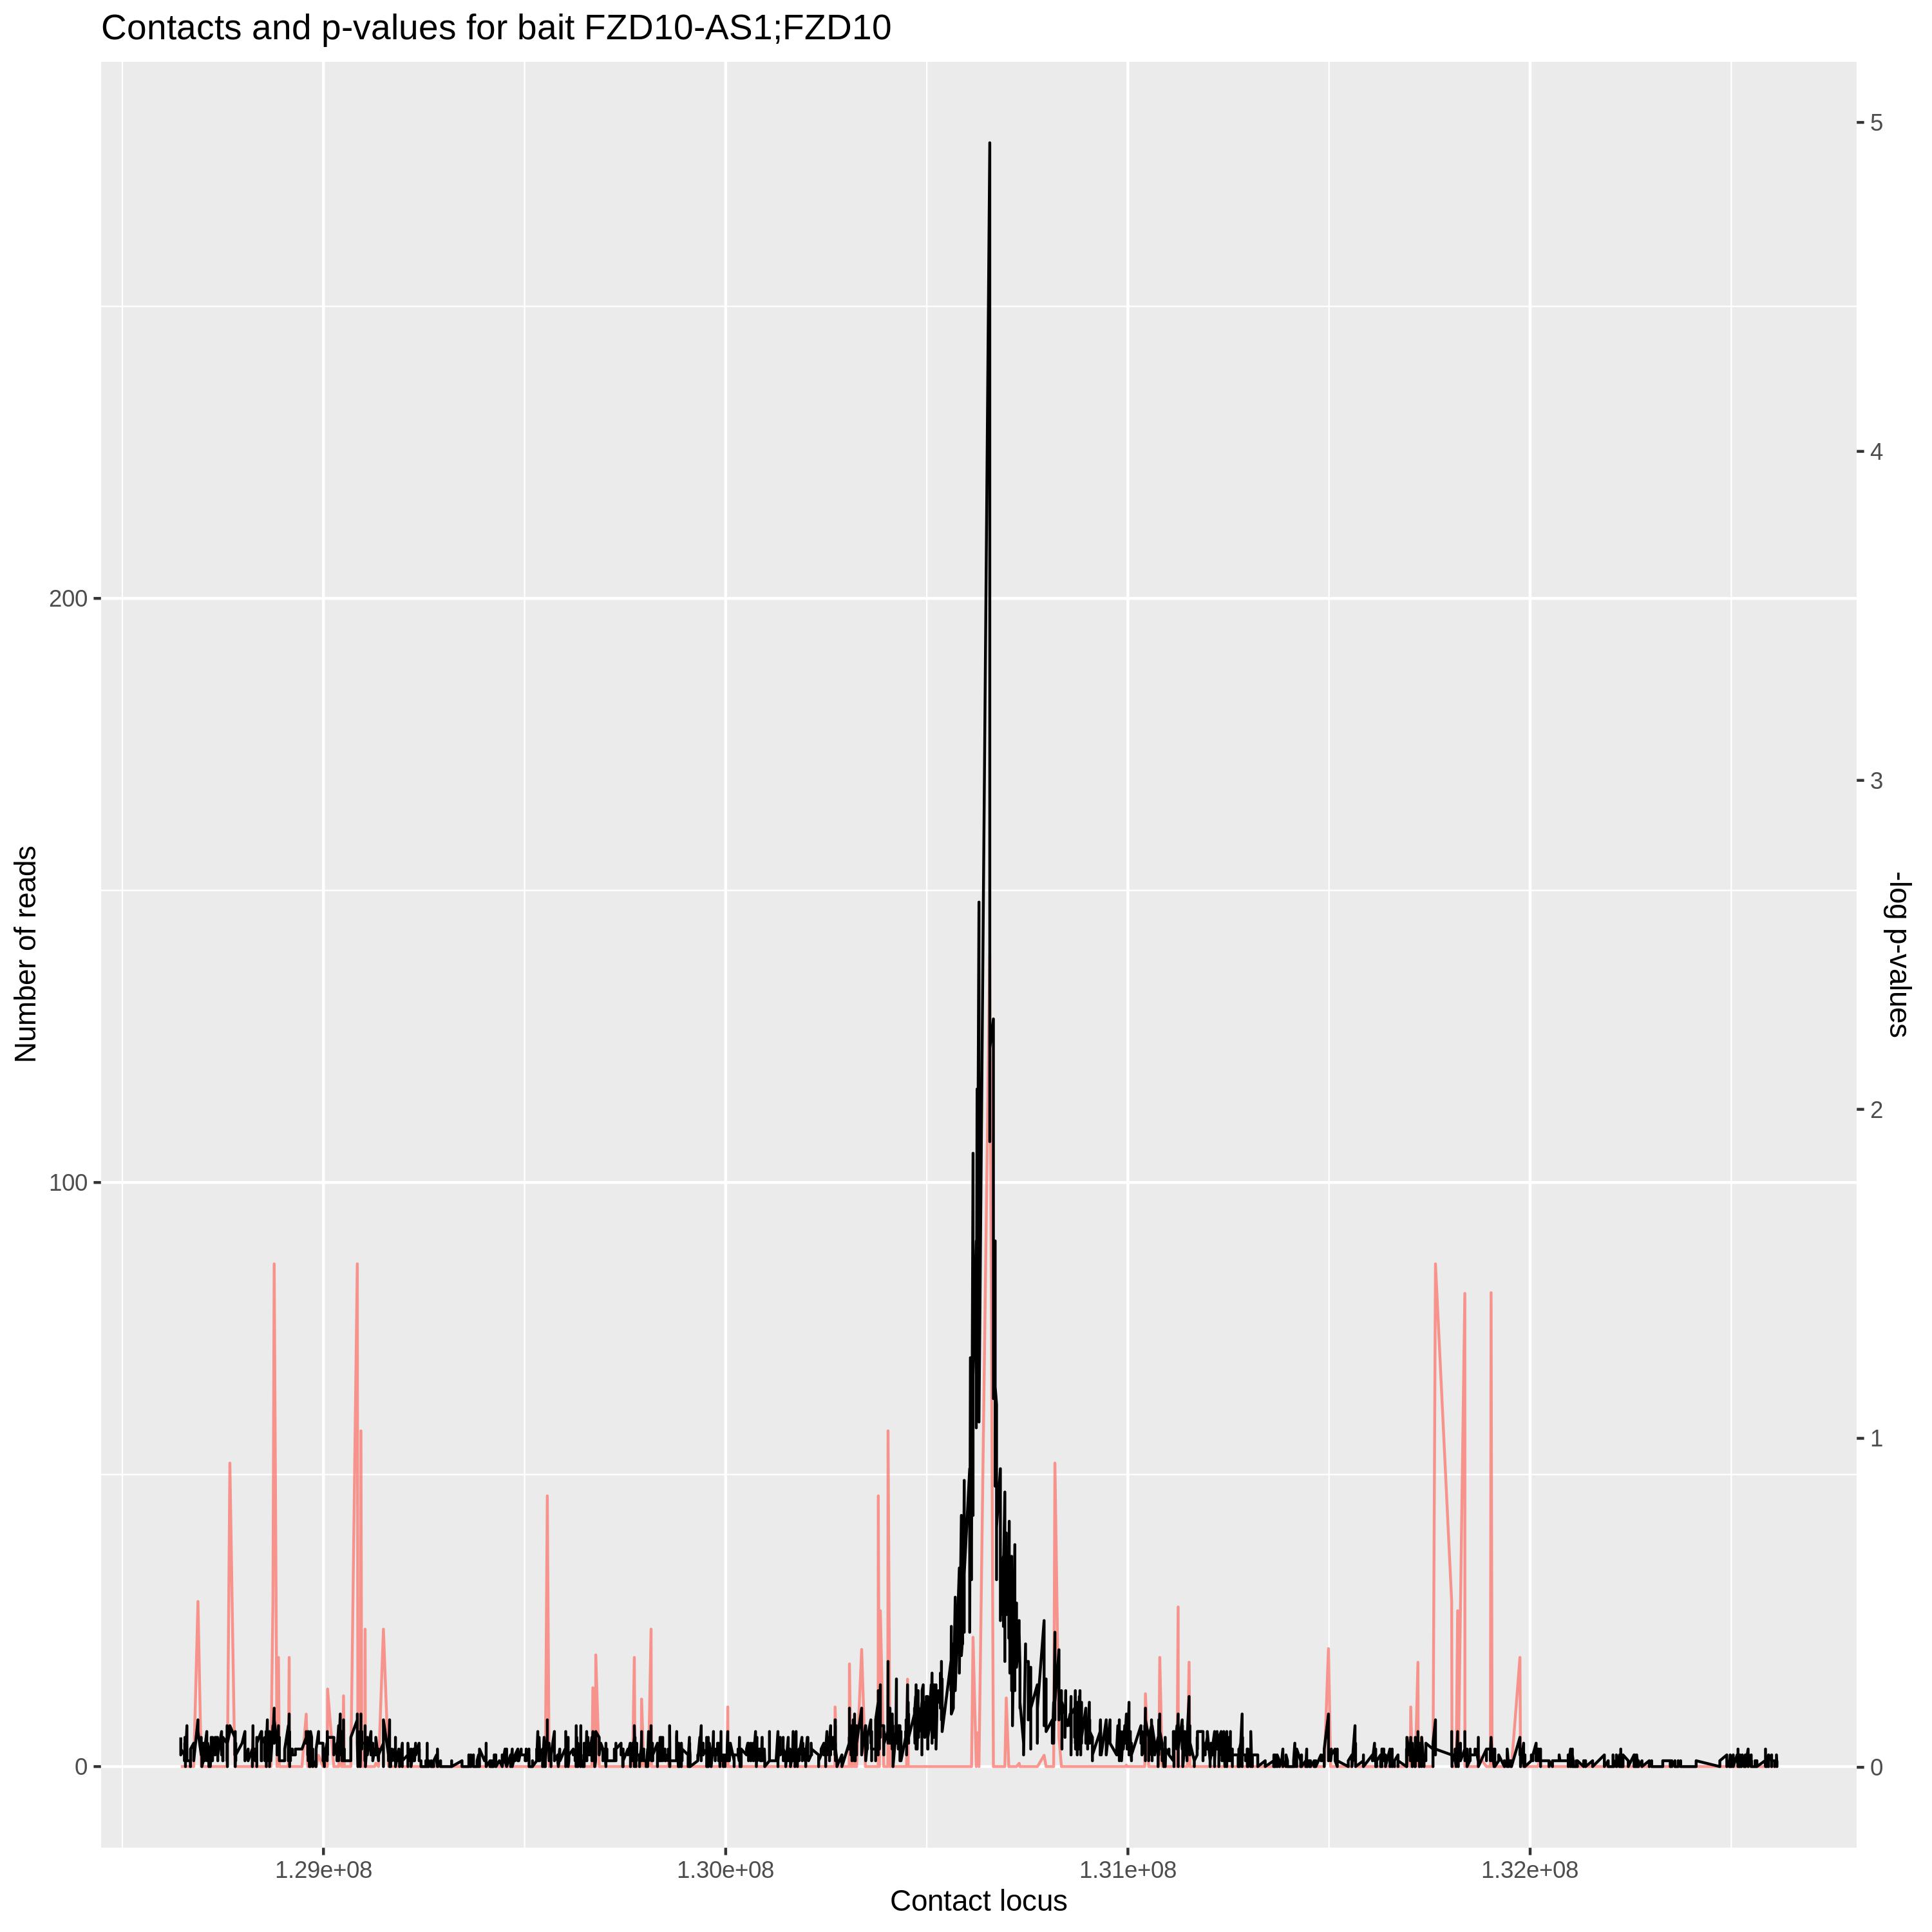 Contacts and p-values for bait FZD10-AS1;FZD10
Number of reads
200
100
0
5
4
3
2
1
0
-log p-values
1.29e+08
1.30e+08
1.31e+08
1.32e+08
Contact locus